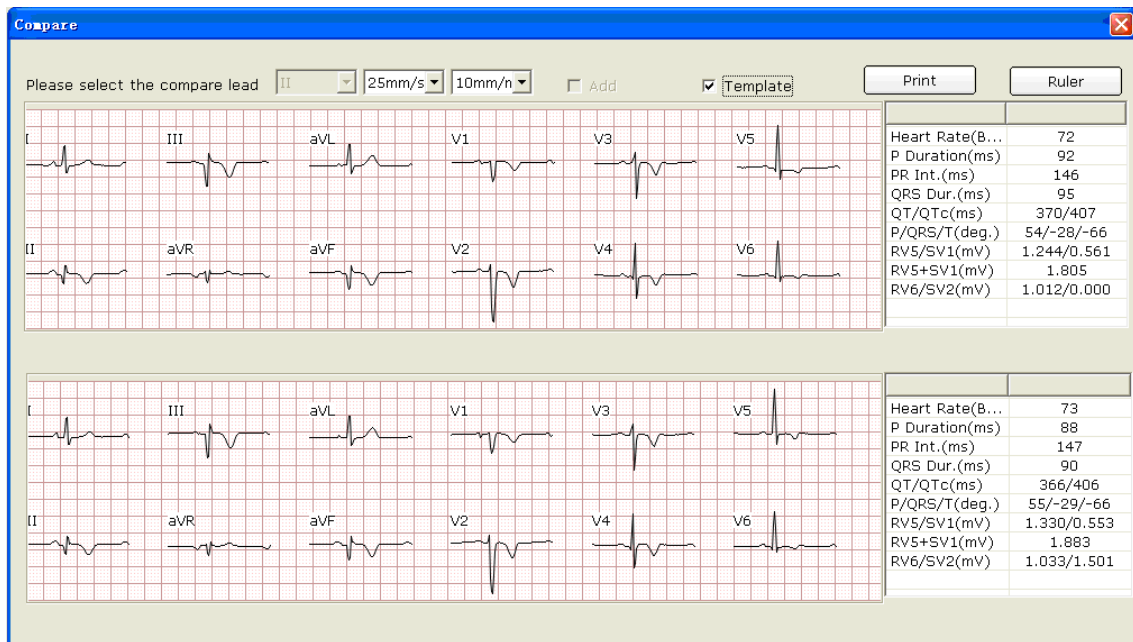 Compare
Please select the compare lead II 25mm/s 10mm/n Add Template Print Ruler
I III aVL V1 V3 V5
II aVR aVF V2 V4 V6
Heart Rate(B... 72
P Duration(ms) 92
PR Int.(ms) 146
QRS Dur.(ms) 95
QT/QTc(ms) 370/407
P/QRS/T(deg.) 54/-28/-66
RV5/SV1(mV) 1.244/0.561
RV5+SV1(mV) 1.805
RV6/SV2(mV) 1.012/0.000
I III aVL V1 V3 V5
II aVR aVF V2 V4 V6
Heart Rate(B... 73
P Duration(ms) 88
PR Int.(ms) 147
QRS Dur.(ms) 90
QT/QTc(ms) 366/406
P/QRS/T(deg.) 55/-29/-66
RV5/SV1(mV) 1.330/0.553
RV5+SV1(mV) 1.883
RV6/SV2(mV) 1.033/1.501